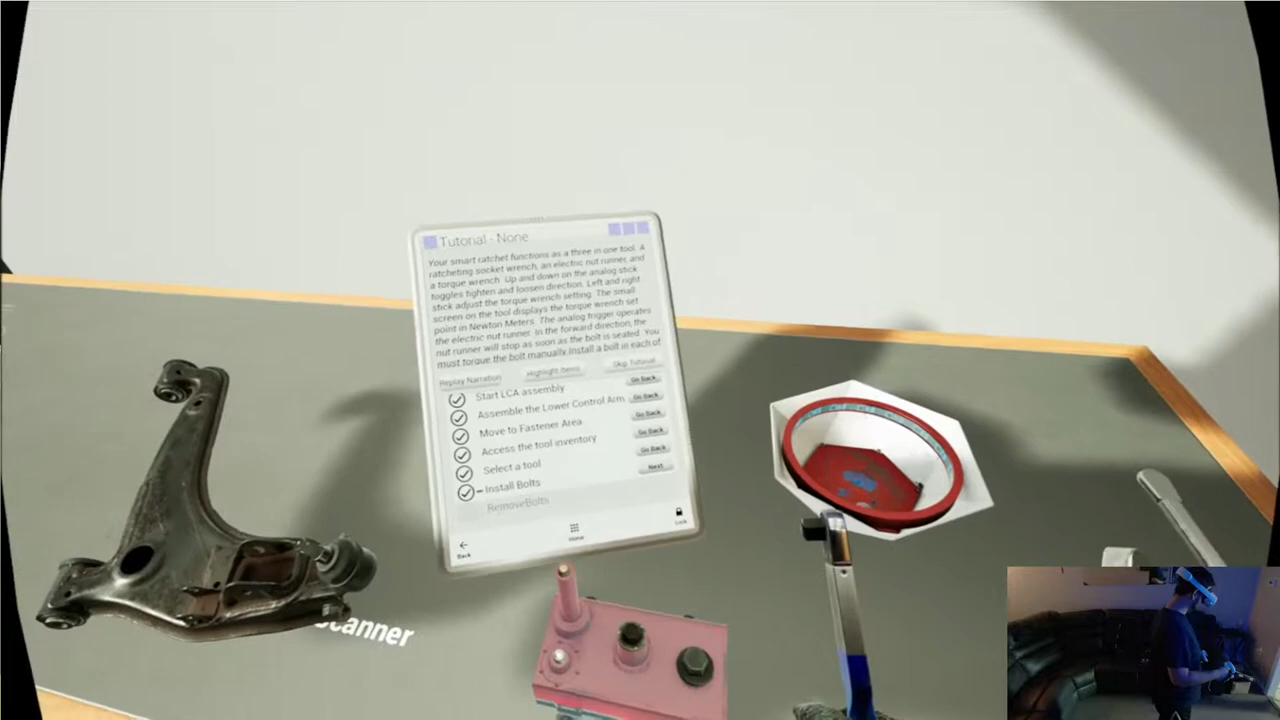 Tutorial - None
Your smart ratchet functions as a three in one tool. A
ratcheting socket wrench, an electric nut runner, and
a torque wrench. Up and down on the analog stick
toggles tighten and loosen direction. Left and right
stick adjust the torque wrench setting. The small
screen on the tool displays the torque wrench set
point in Newton Meters. The analog trigger operates
the electric nut runner. In the forward direction, the
nut runner will stop as soon as the bolt is seated. You
must torque the bolt manually.Install a bolt in each of
Replay Narration Highlight Items Skip Tutorial
Start LCA assembly Go Back
Assemble the Lower Control Arm. Go Back
Move to Fastener Area Go Back
Access the tool inventory Go Back
Select a tool Go Back
Install Bolts Next
RemoveBolts
Back Home Lock
Scanner